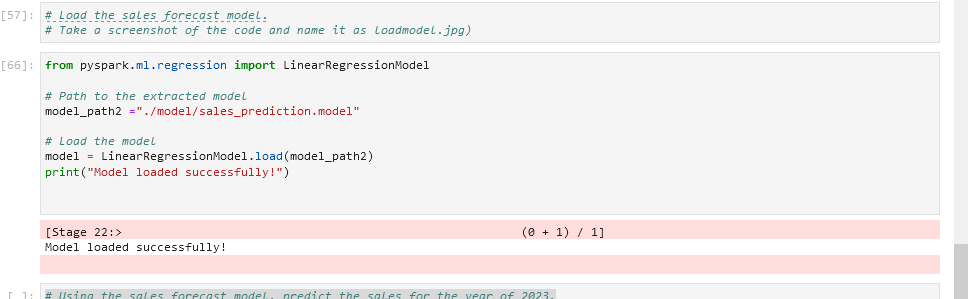 [57]: # Load the sales forecast model.
# Take a screenshot of the code and name it as loadmodel.jpg)
[66]: from pyspark.ml.regression import LinearRegressionModel
# Path to the extracted model
model_path2 ="./model/sales_prediction.model"
# Load the model
model = LinearRegressionModel.load(model_path2)
print("Model loaded successfully!")
[Stage 22:> (0 + 1) / 1]
Model loaded successfully!
[ ]: # Using the sales forecast model, predict the sales for the year of 2023.